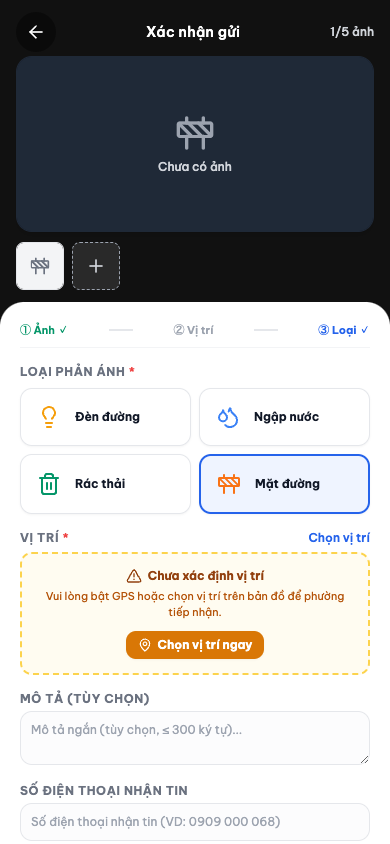 Xác nhận gửi
1/5 ảnh
Chưa có ảnh
① Ảnh ✓
② Vị trí
③ Loại ✓
LOẠI PHẢN ÁNH *
Đèn đường
Ngập nước
Rác thải
Mặt đường
VỊ TRÍ *
Chọn vị trí
Chưa xác định vị trí
Vui lòng bật GPS hoặc chọn vị trí trên bản đồ để phường
tiếp nhận.
Chọn vị trí ngay
MÔ TẢ (TÙY CHỌN)
Mô tả ngắn (tùy chọn, ≤ 300 ký tự)...
SỐ ĐIỆN THOẠI NHẬN TIN
Số điện thoại nhận tin (VD: 0909 000 068)